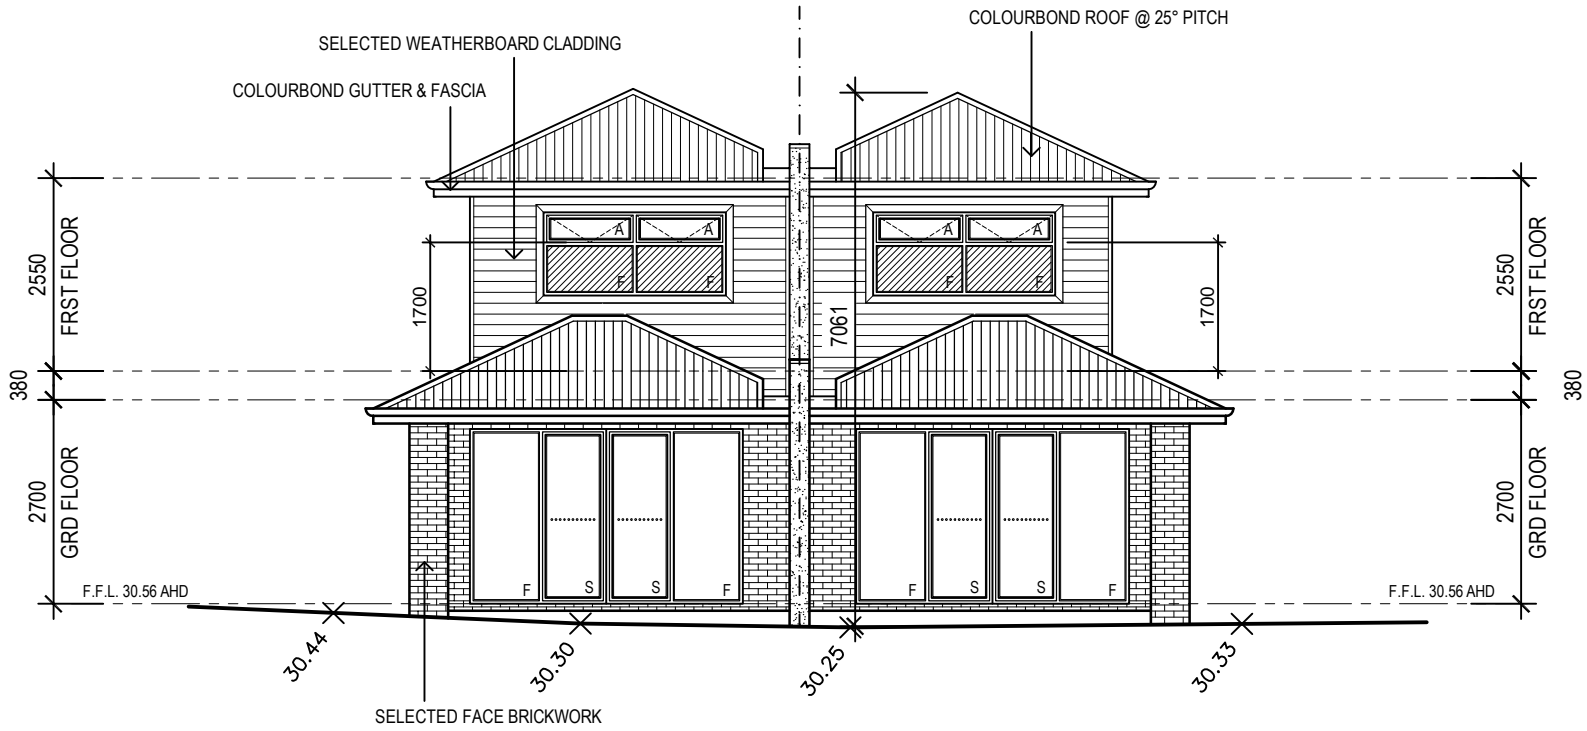 COLOURBOND ROOF @ 25° PITCH
SELECTED WEATHERBOARD CLADDING
COLOURBOND GUTTER & FASCIA
2550
FRST FLOOR
1700
A
A
F
F
7061
A
A
F
F
1700
2550
FRST FLOOR
380
380
2700
GRD FLOOR
F
S
S
F
F
S
S
F
2700
GRD FLOOR
F.F.L. 30.56 AHD
F.F.L. 30.56 AHD
30.44
30.30
30.25
30.33
SELECTED FACE BRICKWORK